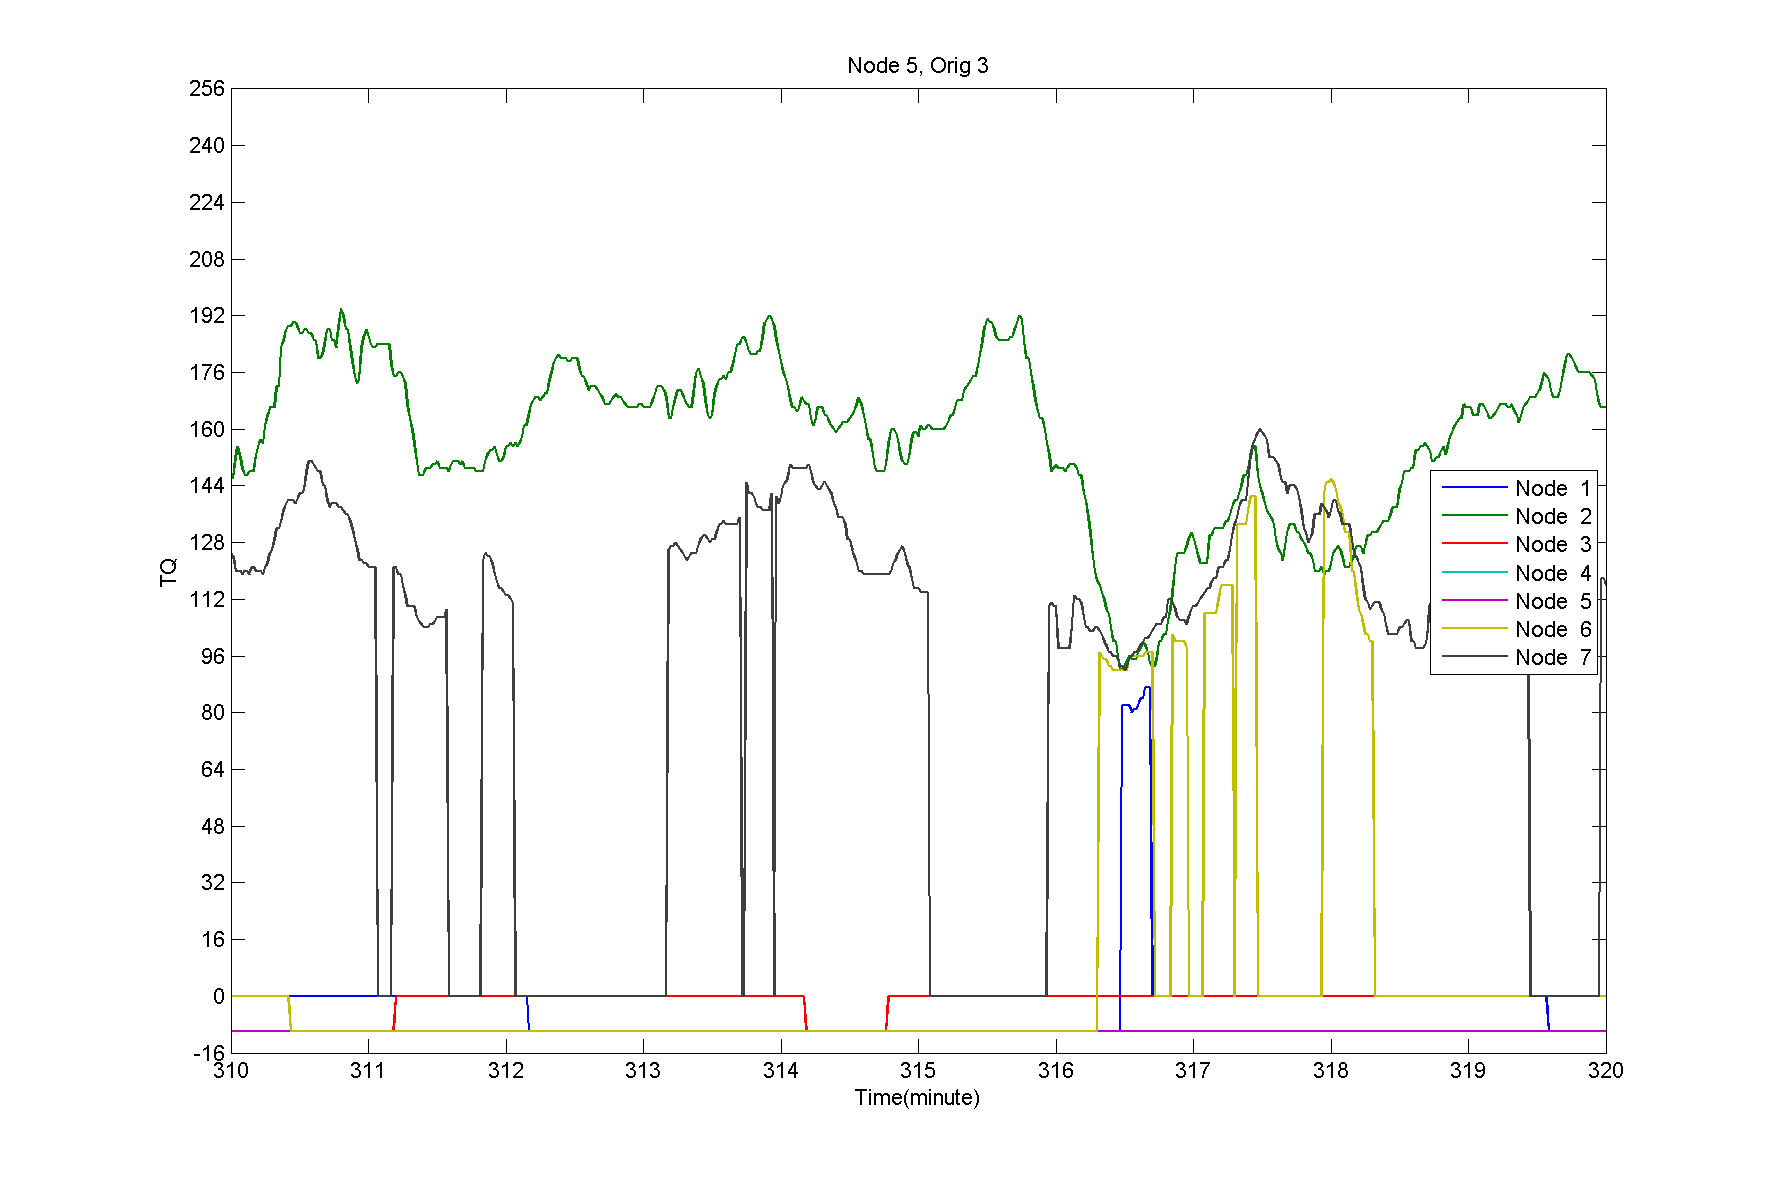 Node 5, Orig 3
256
240
224
208
192
176
160
144
128
112
96
80
64
48
32
16
0
-16
TQ
Node 1
Node 2
Node 3
Node 4
Node 5
Node 6
Node 7
310 311 312 313 314 315 316 317 318 319 320
Time(minute)